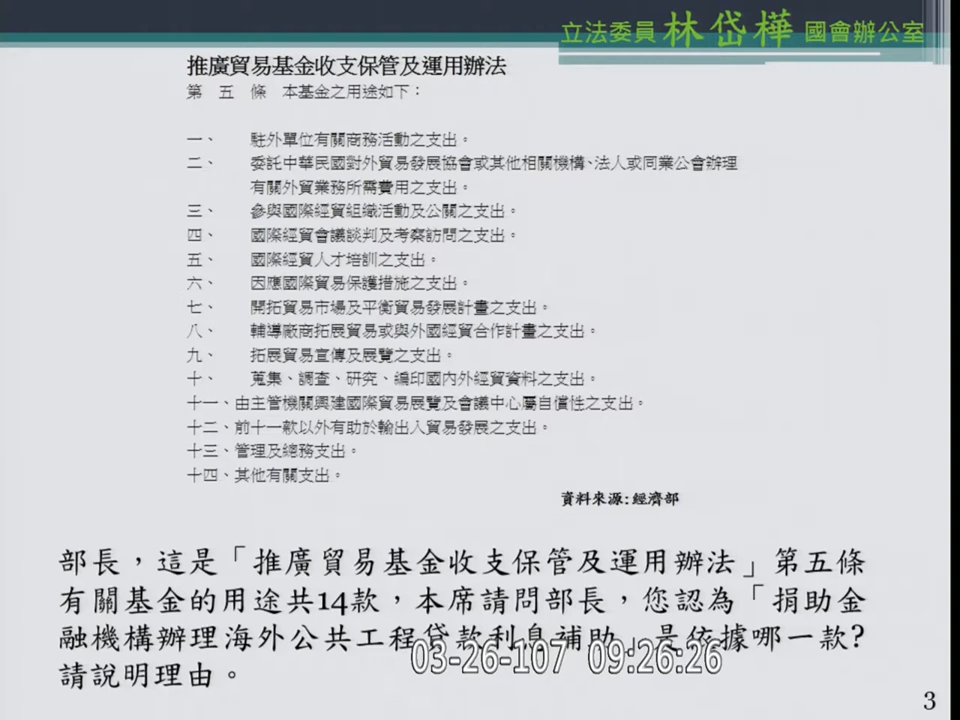 立法委員 林岱樺 國會辦公室
推廣貿易基金收支保管及運用辦法
第 五 條 本基金之用途如下：
一、 駐外單位有關商務活動之支出。
二、 委託中華民國對外貿易發展協會或其他相關機構、法人或同業公會辦理
有關外貿業務所需費用之支出。
三、 參與國際經貿組織活動及公關之支出。
四、 國際經貿會議談判及考察訪問之支出。
五、 國際經貿人才培訓之支出。
六、 因應國際貿易保護措施之支出。
七、 開拓貿易市場及平衡貿易發展計畫之支出。
八、 輔導廠商拓展貿易或與外國經貿合作計畫之支出。
九、 拓展貿易宣傳及展覽之支出。
十、 蒐集、調查、研究、編印國內外經貿資料之支出。
十一、由主管機關興建國際貿易展覽及會議中心屬自償性之支出。
十二、前十一款以外有助於輸出入貿易發展之支出。
十三、管理及總務支出。
十四、其他有關支出。
資料來源:經濟部
部長，這是「推廣貿易基金收支保管及運用辦法」第五條
有關基金的用途共14款，本席請問部長，您認為「捐助金
融機構辦理海外公共工程貸款利息補助」是依據哪一款?
請說明理由。
03-26-107 09:26:26
3